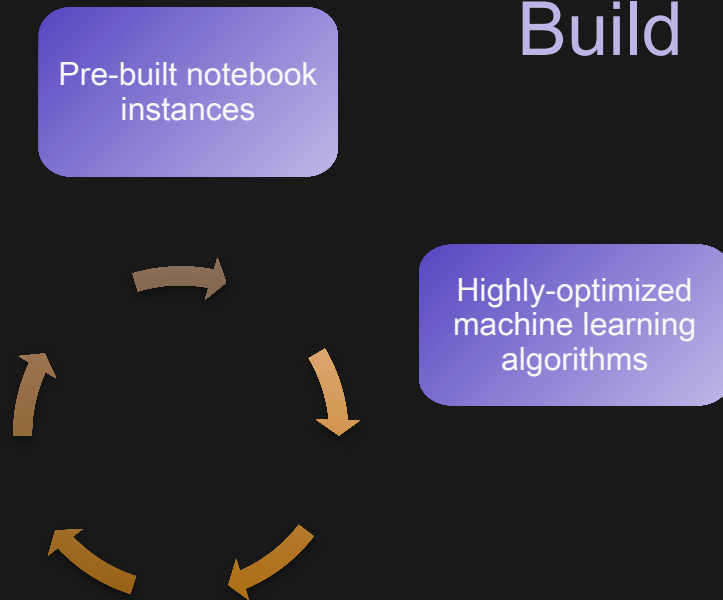 Build
Pre-built notebook
instances
Highly-optimized
machine learning
algorithms